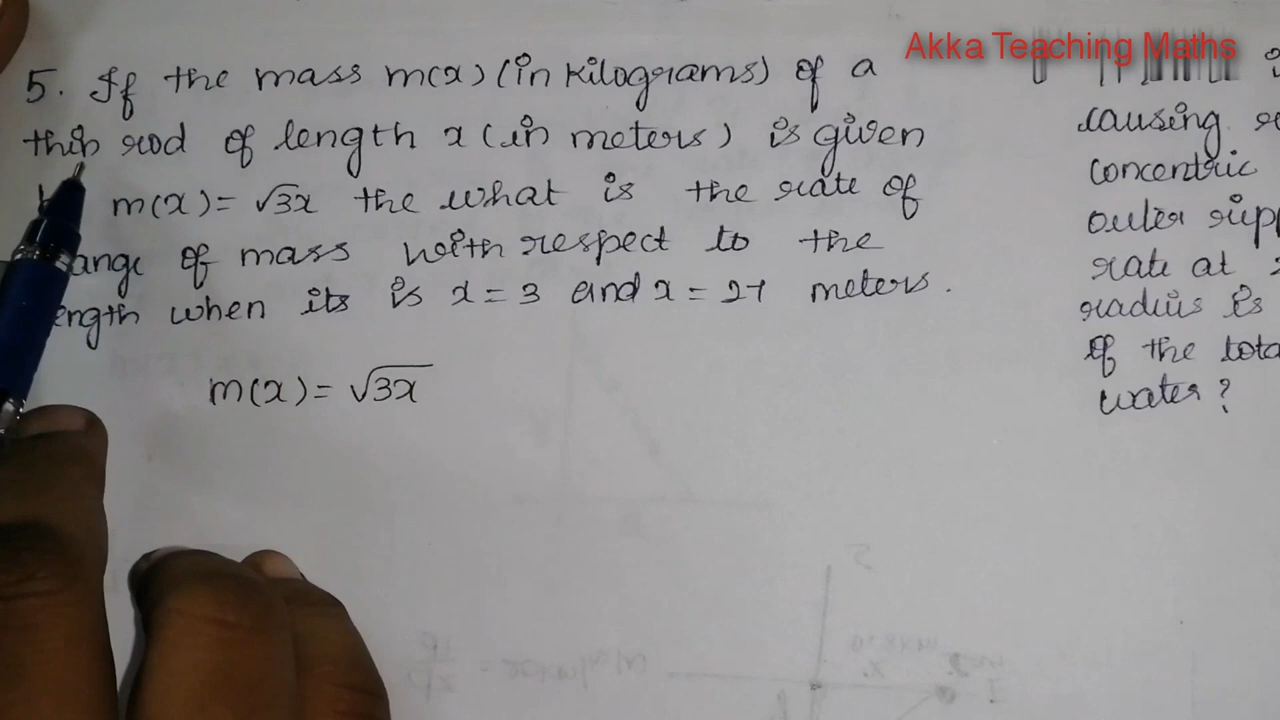 Akka Teaching Maths
5. If the mass m(x) (in Kilograms) of a
thin rod of length x (in meters) is given
m(x) = √3x the what is the rate of
ange of mass with respect to the
ength when its is x = 3 and x = 27 meters.
m(x) = √3x
causing
concentric
outer
rate at
radius is
of the
water?